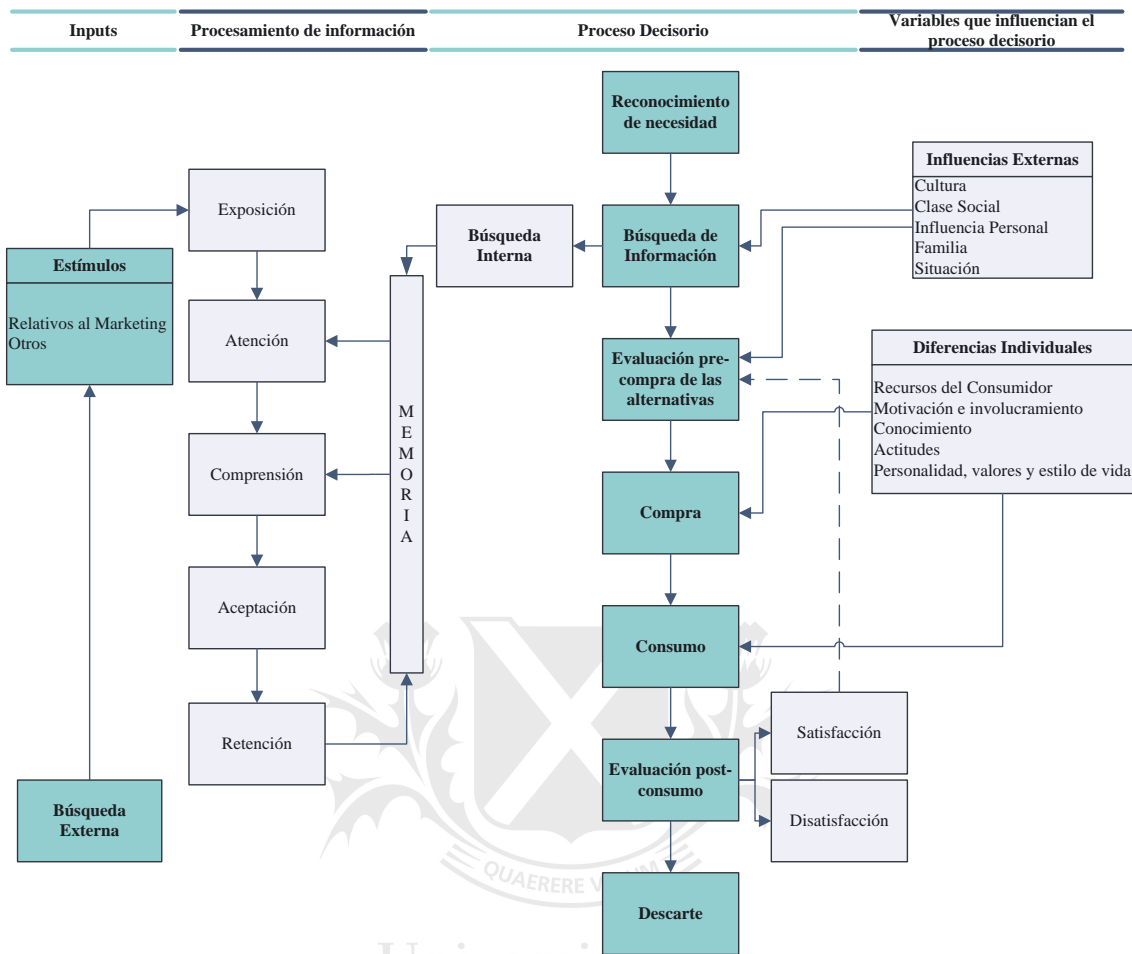 Inputs
Procesamiento de información
Proceso Decisorio
Variables que influencian el
proceso decisorio
Reconocimiento
de necesidad
Influencias Externas
Cultura
Clase Social
Influencia Personal
Familia
Situación
Exposición
Búsqueda
Interna
Búsqueda de
Información
Estímulos
Relativos al Marketing
Otros
Atención
Evaluación pre-
compra de las
alternativas
Diferencias Individuales
Recursos del Consumidor
Motivación e involucramiento
Conocimiento
Actitudes
Personalidad, valores y estilo de vida
M
E
M
O
R
I
A
Comprensión
Compra
Aceptación
Consumo
Retención
Evaluación post-
consumo
Satisfacción
Disatisfacción
Búsqueda
Externa
QUAERERE
Descarte